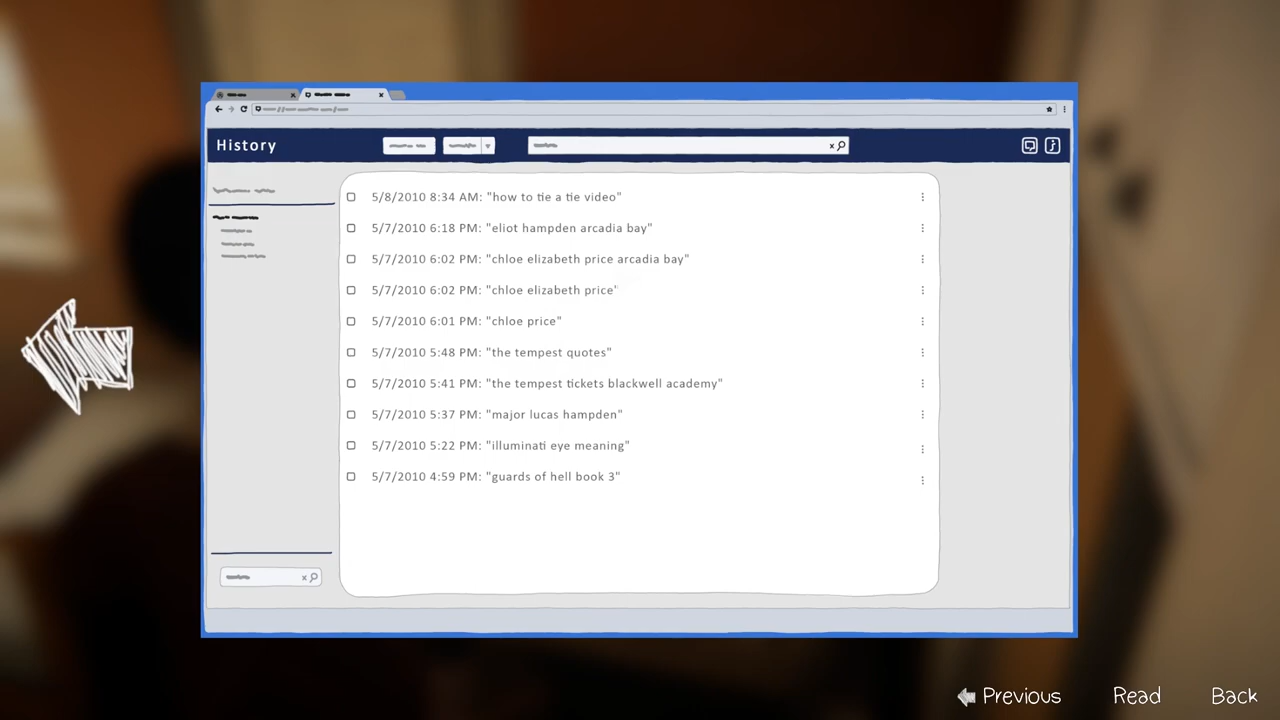 History
5/8/2010 8:34 AM: "how to tie a tie video"
5/7/2010 6:18 PM: "eliot hampden arcadia bay"
5/7/2010 6:02 PM: "chloe elizabeth price arcadia bay"
5/7/2010 6:02 PM: "chloe elizabeth price'
5/7/2010 6:01 PM: "chloe price"
5/7/2010 5:48 PM: "the tempest quotes"
5/7/2010 5:41 PM: "the tempest tickets blackwell academy"
5/7/2010 5:37 PM: "major lucas hampden"
5/7/2010 5:22 PM: "illuminati eye meaning"
5/7/2010 4:59 PM: "guards of hell book 3"
Previous Read Back